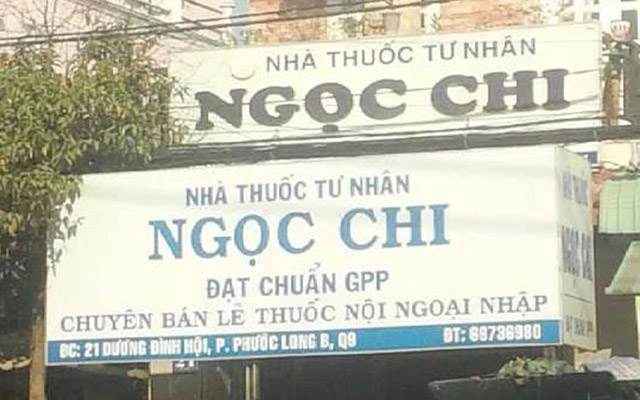 NHÀ THUỐC TƯ NHÂN
NGỌC CHI
NHÀ THUỐC TƯ NHÂN
NGỌC CHI
ĐẠT CHUẨN GPP
CHUYÊN BÁN LẺ THUỐC NỘI NGOẠI NHẬP
ĐC: 21 DƯƠNG ĐÌNH HỘI, P. PHƯỚC LONG B, Q9 ĐT: 66736980
21